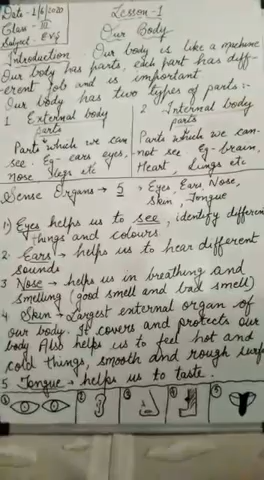 Date - 1/6/2020
Class - III
Subject - EVS
Lesson - 1
Our Body
Introduction Our body is like a machine
Our body has parts, each part has diff-
erent job and is important
Our body has two types of parts:-
1 External body
parts
Parts which we can
see. Eg- ears, eyes,
Nose legs etc
2 Internal body
parts
Parts which we can-
not see Eg - brain,
Heart, lungs etc
Sense Organs → 5 → Eyes, Ears, Nose,
Skin, Tongue
1) Eyes helps us to see, identify different
things and colours
2. Ears → helps us to hear different
sounds
3 Nose → helps us in breathing and
smelling (good smell and bad smell)
4 Skin → Largest external organ of
our body. It covers and protects our
body Also helps us to feel hot and
cold things, smooth and rough surf
5 Tongue → helps us to taste.